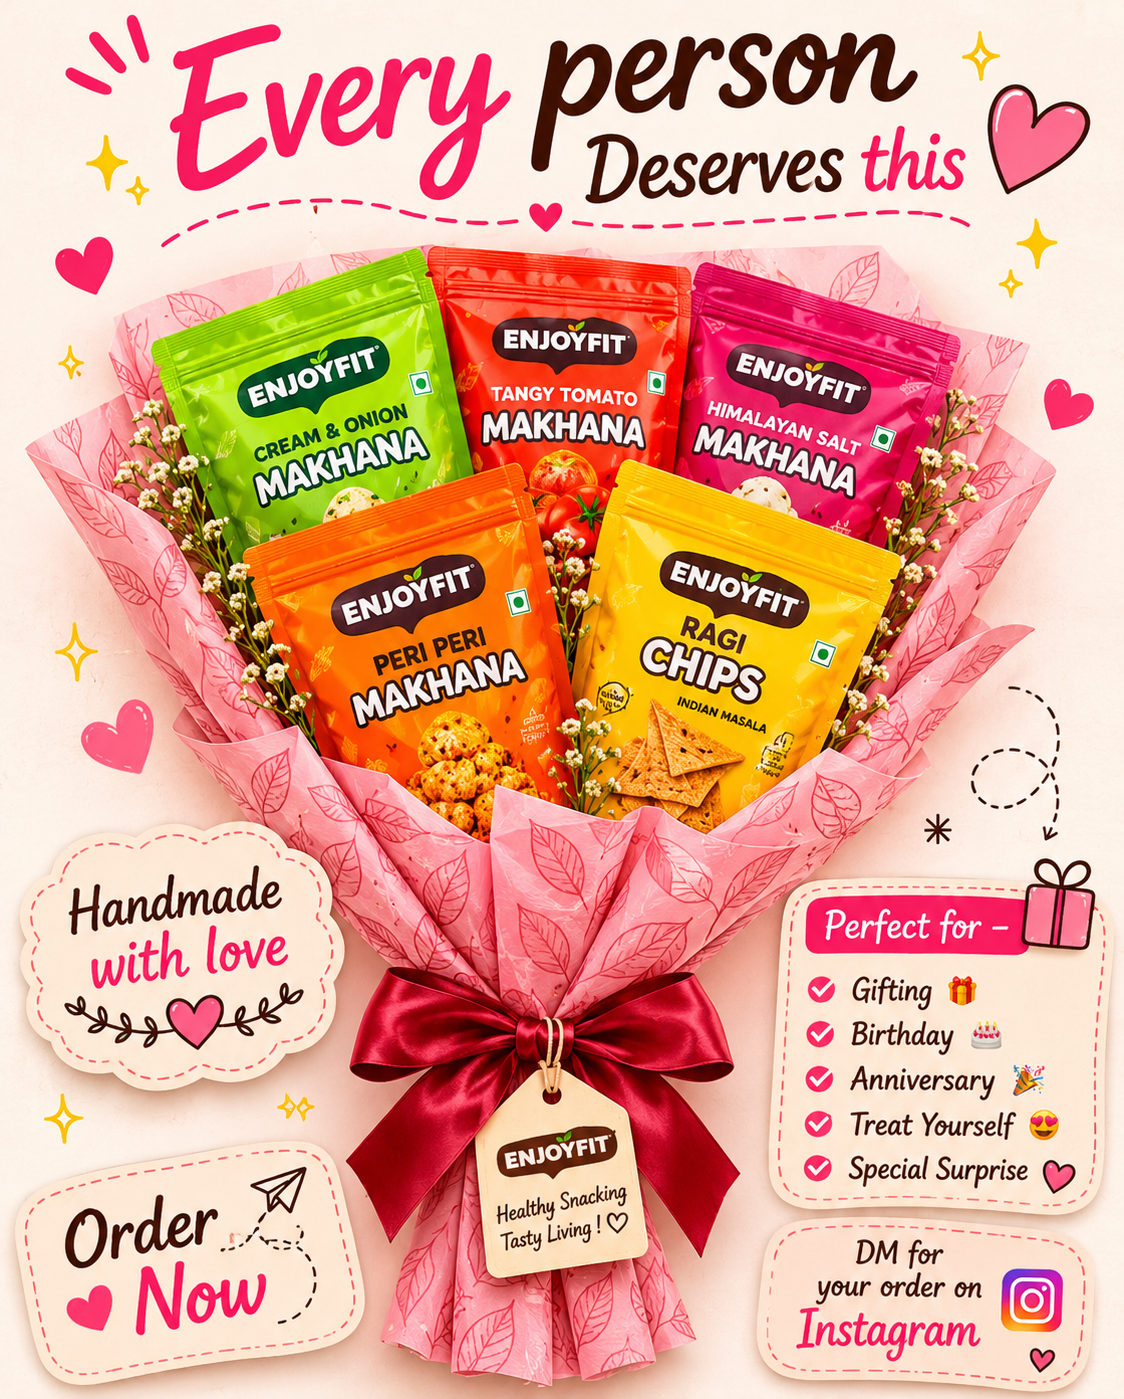 Every person
Deserves this
ENJOYFIT
CREAM & ONION
MAKHANA
ENJOYFIT
TANGY TOMATO
MAKHANA
ENJOYFIT
HIMALAYAN SALT
MAKHANA
ENJOYFIT
PERI PERI
MAKHANA
ENJOYFIT
RAGI
CHIPS
INDIAN MASALA
Handmade
with love
Perfect for –
Gifting 🎁
Birthday 🎂
Anniversary 🎉
Treat Yourself 😍
Special Surprise
ENJOYFIT
Healthy Snacking
Tasty Living ! ♡
Order
Now
DM for
your order on
Instagram